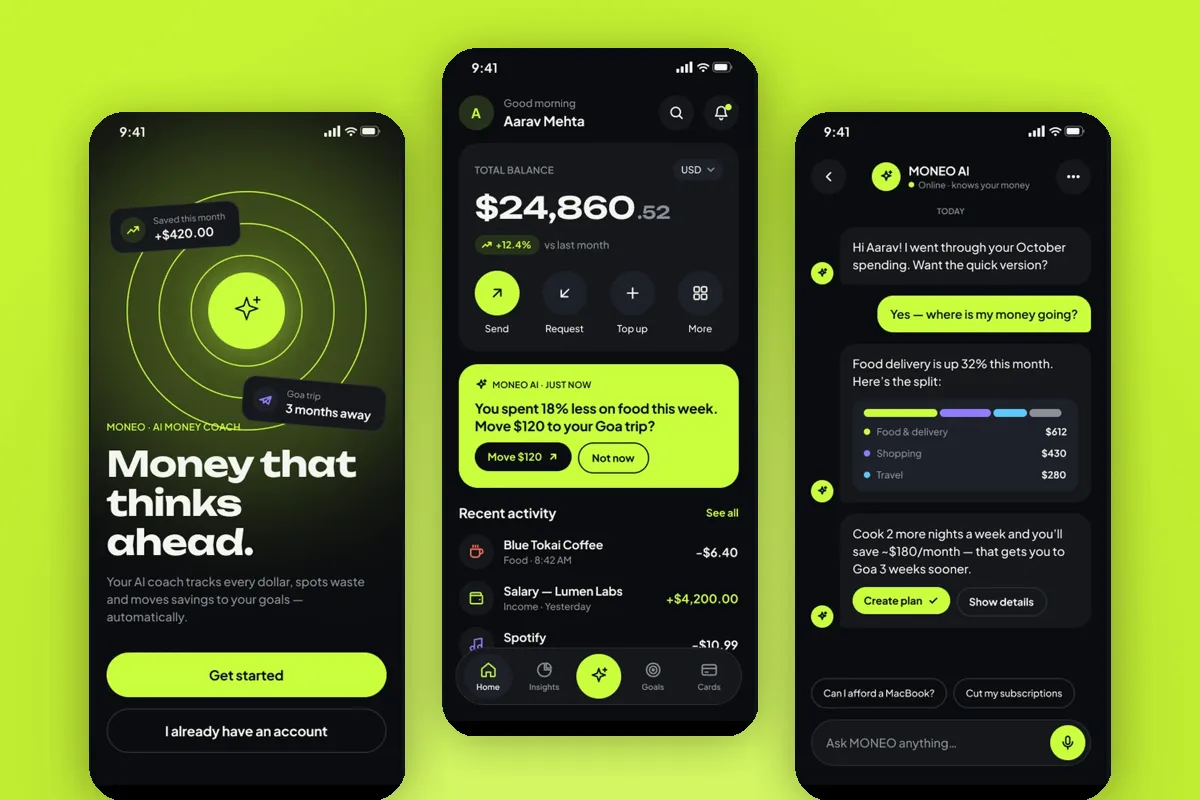 9:41
Saved this month
+$420.00
Goa trip
3 months away
MONEO · AI MONEY COACH
Money that
thinks
ahead.
Your AI coach tracks every dollar, spots waste
and moves savings to your goals —
automatically.
Get started
I already have an account
9:41
A
Good morning
Aarav Mehta
TOTAL BALANCE
USD
$24,860.52
+12.4% vs last month
Send
Request
Top up
More
MONEO AI · JUST NOW
You spent 18% less on food this week.
Move $120 to your Goa trip?
Move $120
Not now
Recent activity
See all
Blue Tokai Coffee
Food · 8:42 AM
-$6.40
Salary — Lumen Labs
Income · Yesterday
+$4,200.00
Spotify
-$10.99
Home
Insights
Goals
Cards
9:41
MONEO AI
Online · knows your money
TODAY
Hi Aarav! I went through your October
spending. Want the quick version?
Yes — where is my money going?
Food delivery is up 32% this month.
Here's the split:
Food & delivery
$612
Shopping
$430
Travel
$280
Cook 2 more nights a week and you'll
save ~$180/month — that gets you to
Goa 3 weeks sooner.
Create plan
Show details
Can I afford a MacBook?
Cut my subscriptions
Ask MONEO anything…